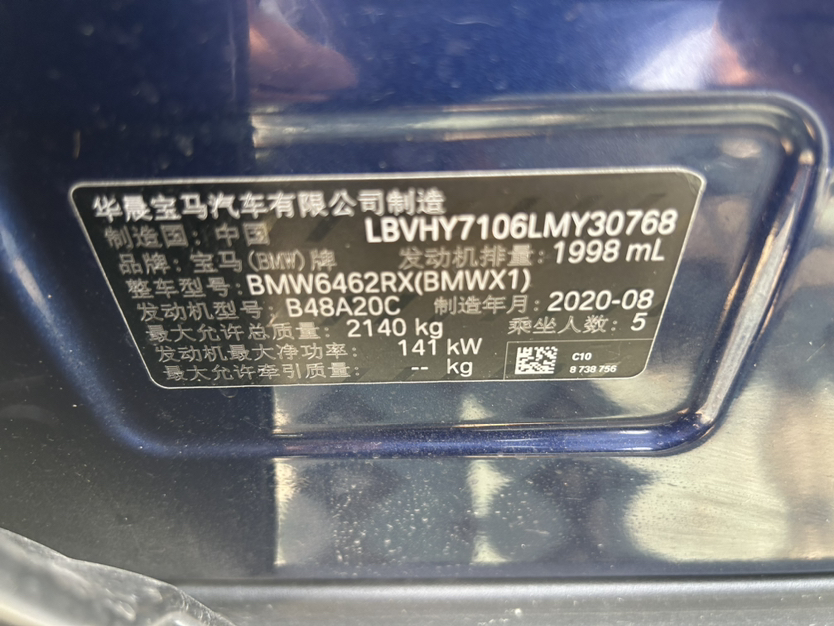 华晨宝马汽车有限公司制造
制造国：中国 LBVHY7106LMY30768
品牌：宝马(BMW)牌 发动机排量：1998 mL
整车型号：BMW6462RX(BMWX1)
发动机型号：B48A20C 制造年月：2020-08
最大允许总质量：2140 kg 乘坐人数：5
发动机最大净功率：141 kW
最大允许牵引质量：-- kg
C10
8 738 756